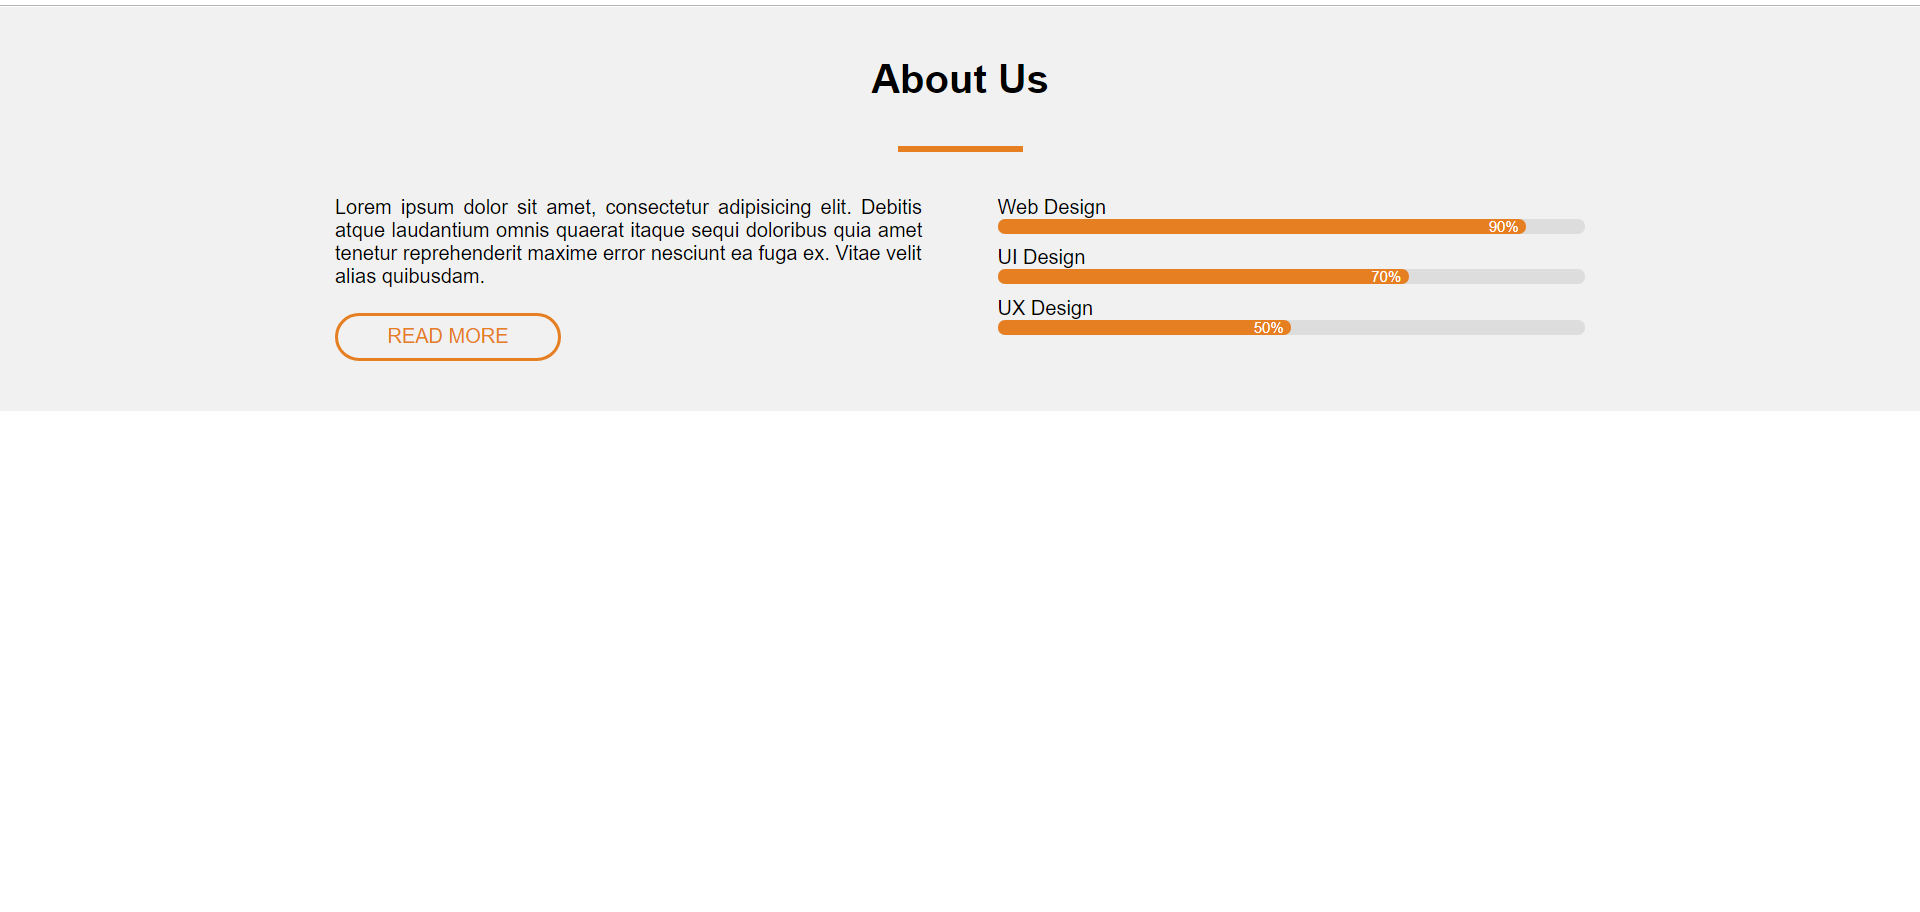 About Us
Lorem ipsum dolor sit amet, consectetur adipisicing elit. Debitis
atque laudantium omnis quaerat itaque sequi doloribus quia amet
tenetur reprehenderit maxime error nesciunt ea fuga ex. Vitae velit
alias quibusdam.
READ MORE
Web Design
90%
UI Design
70%
UX Design
50%